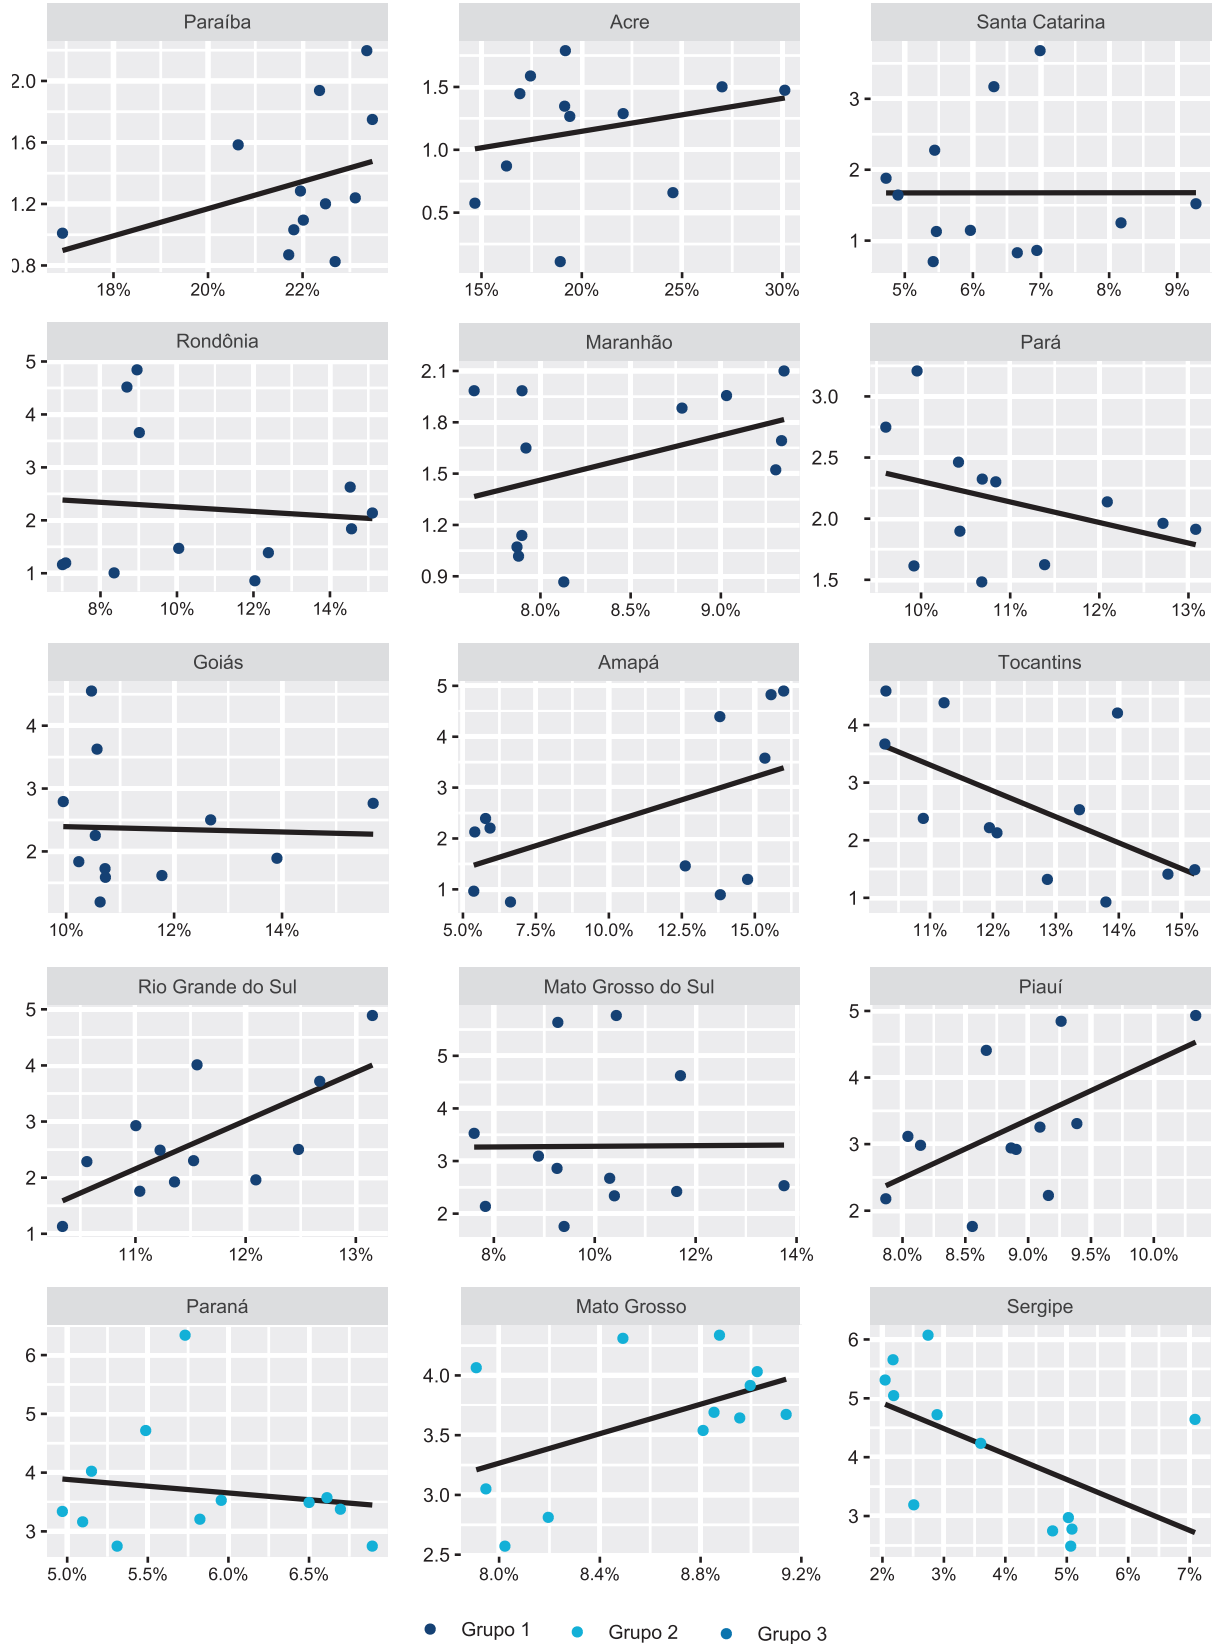 Paraíba
2.0
1.6
1.2
0.8
18% 20% 22%
Acre
1.5
1.0
0.5
15% 20% 25% 30%
Santa Catarina
3
2
1
5% 6% 7% 8% 9%
Rondônia
5
4
3
2
1
8% 10% 12% 14%
Maranhão
2.1
1.8
1.5
1.2
0.9
8.0% 8.5% 9.0%
Pará
3.0
2.5
2.0
1.5
10% 11% 12% 13%
Goiás
4
3
2
10% 12% 14%
Amapá
5
4
3
2
1
5.0% 7.5% 10.0% 12.5% 15.0%
Tocantins
4
3
2
1
11% 12% 13% 14% 15%
Rio Grande do Sul
5
4
3
2
1
11% 12% 13%
Mato Grosso do Sul
5
4
3
2
8% 10% 12% 14%
Piauí
5
4
3
2
8.0% 8.5% 9.0% 9.5% 10.0%
Paraná
6
5
4
3
5.0% 5.5% 6.0% 6.5%
Mato Grosso
4.0
3.5
3.0
2.5
8.0% 8.4% 8.8% 9.2%
Sergipe
6
5
4
3
2% 3% 4% 5% 6% 7%
Grupo 1 Grupo 2 Grupo 3